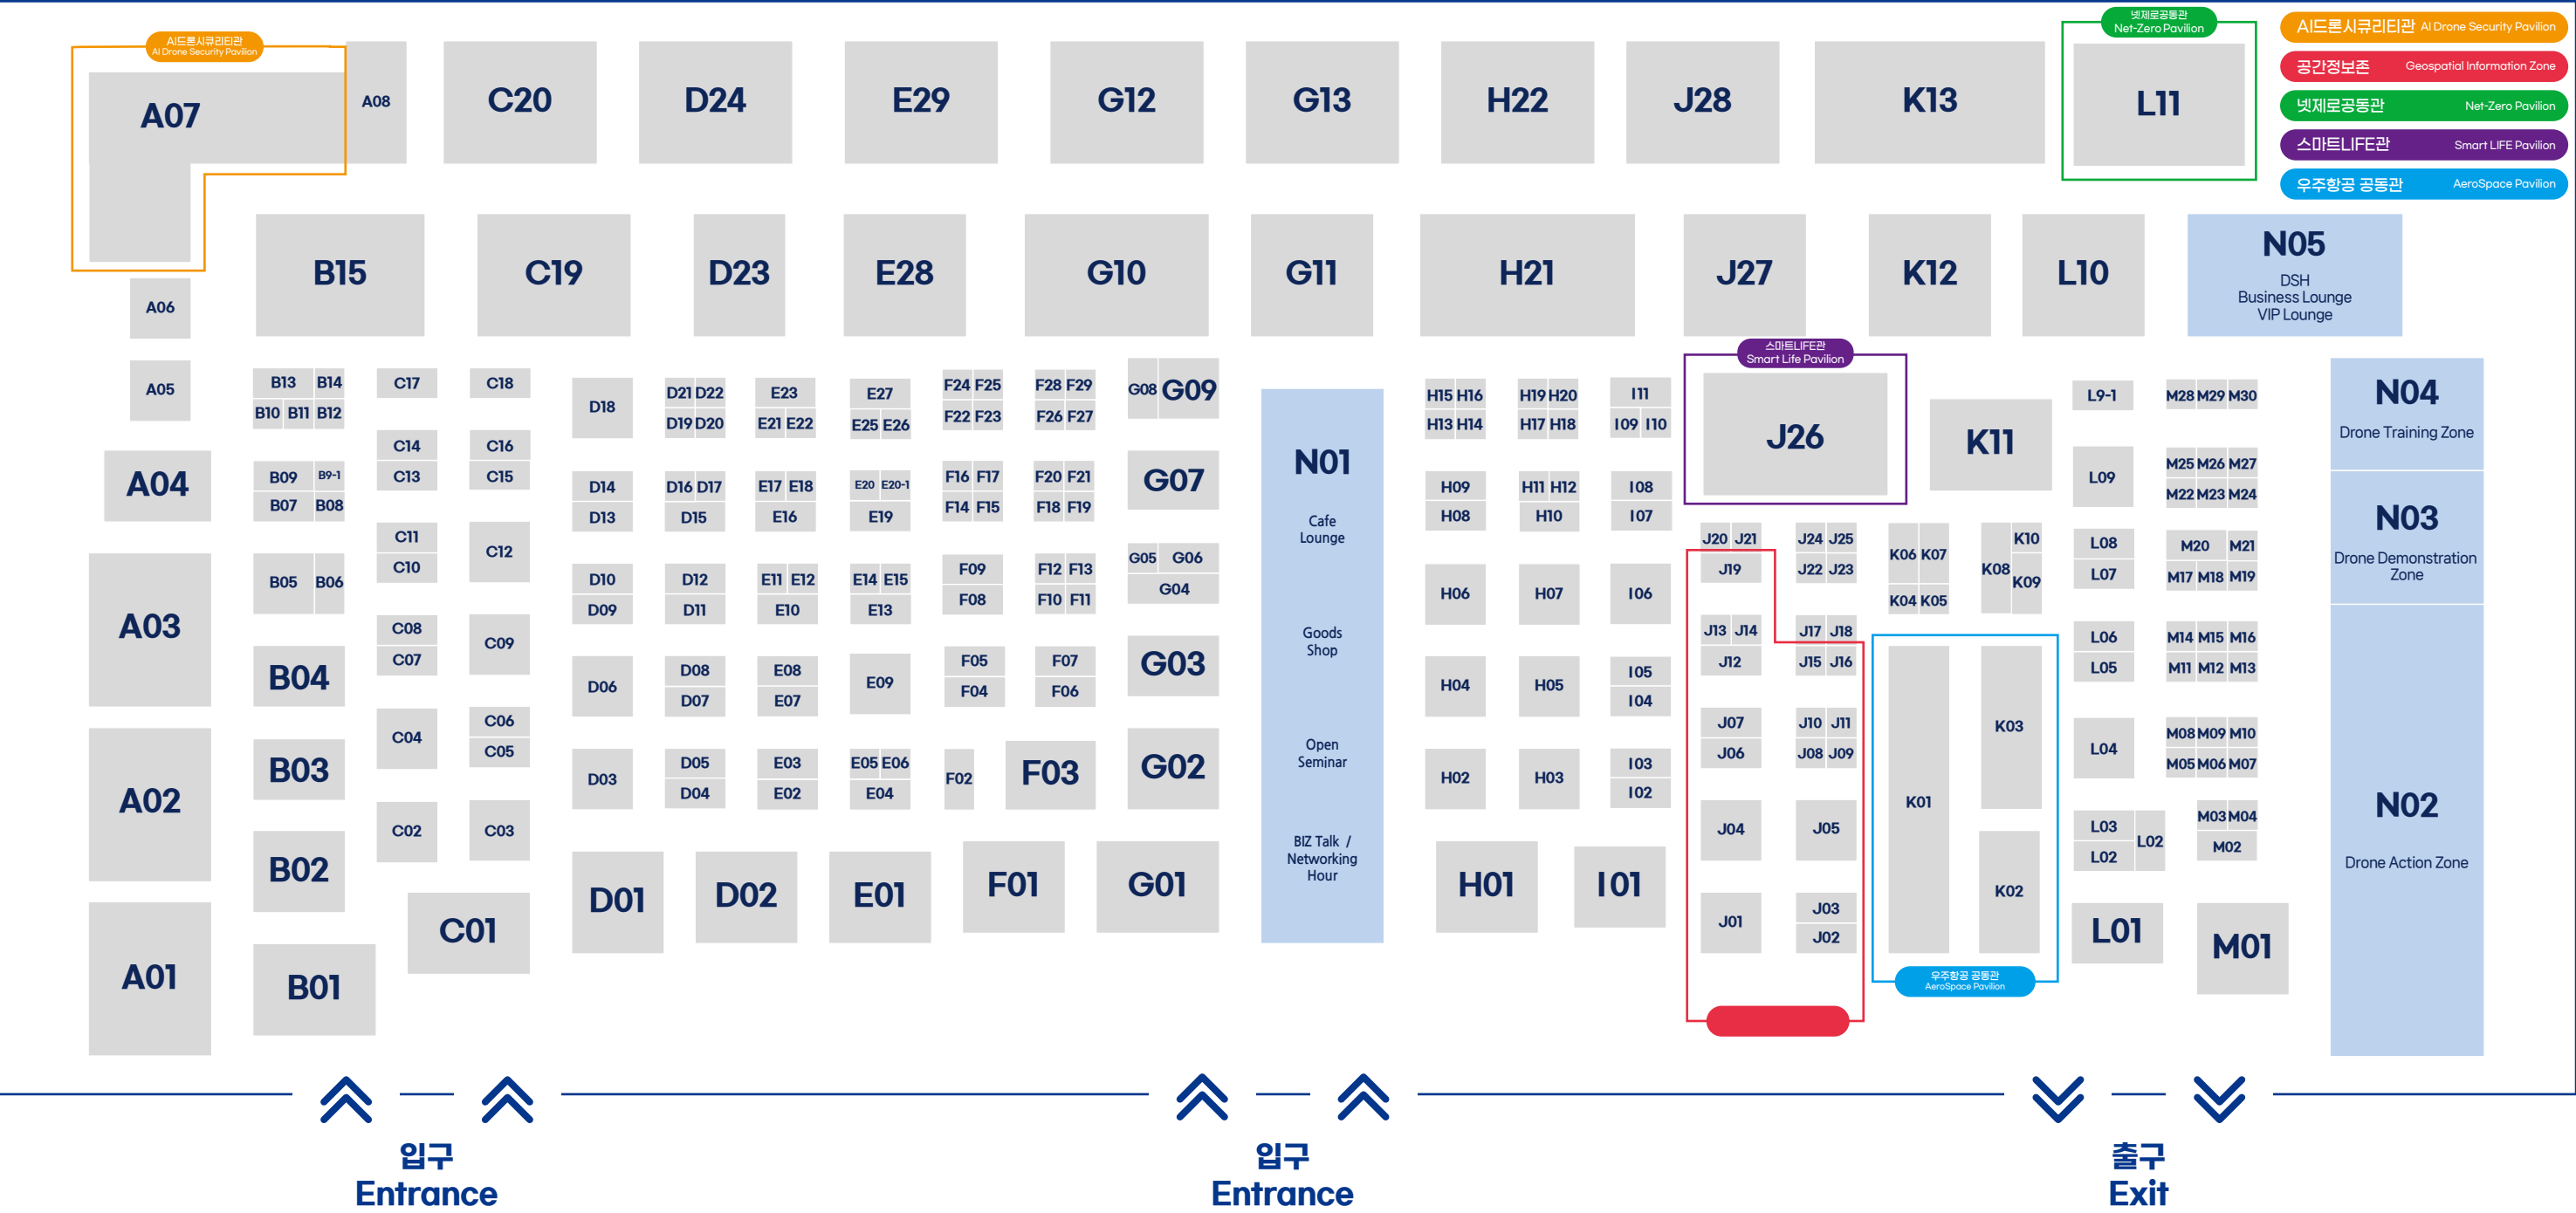 AI드론시큐리티관
AI Drone Security Pavilion
넷제로공동관
Net-Zero Pavilion
AI드론시큐리티관 AI Drone Security Pavilion
공간정보존 Geospatial Information Zone
넷제로공동관 Net-Zero Pavilion
스마트LIFE관 Smart LIFE Pavilion
우주항공 공동관 AeroSpace Pavilion
A07 A08 C20 D24 E29 G12 G13 H22 J28 K13 L11
B15 C19 D23 E28 G10 G11 H21 J27 K12 L10
N05
DSH
Business Lounge
VIP Lounge
A06
A05
A04
A03
A02
A01
B13 B14
B10 B11 B12
B09 B9-1
B07 B08
B05 B06
B04
B03
B02
B01
C17
C14
C13
C11
C10
C08
C07
C04
C02
C18
C16
C15
C12
C09
C06
C05
C03
C01
D18
D14
D13
D10
D09
D06
D03
D01
D21 D22
D19 D20
D16 D17
D15
D12
D11
D08
D07
D05
D04
D02
E23
E21 E22
E17 E18
E16
E11 E12
E10
E08
E07
E03
E02
E27
E25 E26
E20 E20-1
E19
E14 E15
E13
E09
E05 E06
E04
E01
F24 F25
F22 F23
F16 F17
F14 F15
F09
F08
F05
F04
F02
F28 F29
F26 F27
F20 F21
F18 F19
F12 F13
F10 F11
F07
F06
F03
F01
G08 G09
G07
G05 G06
G04
G03
G02
G01
N01
Cafe
Lounge
Goods
Shop
Open
Seminar
BIZ Talk /
Networking
Hour
H15 H16
H13 H14
H09
H08
H06
H04
H02
H01
H19 H20
H17 H18
H11 H12
H10
H07
H05
H03
I11
I09 I10
I08
I07
I06
I05
I04
I03
I02
I01
스마트LIFE관
Smart Life Pavilion
J26
J20 J21
J19
J13 J14
J12
J07
J06
J04
J01
J24 J25
J22 J23
J17 J18
J15 J16
J10 J11
J08 J09
J05
J03
J02
K11
K06 K07
K04 K05
K08 K10
K09
K01
K03
K02
우주항공 공동관
AeroSpace Pavilion
L9-1
L09
L08
L07
L06
L05
L04
L03
L02 L02
L01
M28 M29 M30
M25 M26 M27
M22 M23 M24
M20 M21
M17 M18 M19
M14 M15 M16
M11 M12 M13
M08 M09 M10
M05 M06 M07
M03 M04
M02
M01
N04
Drone Training Zone
N03
Drone Demonstration
Zone
N02
Drone Action Zone
입구
Entrance
입구
Entrance
출구
Exit